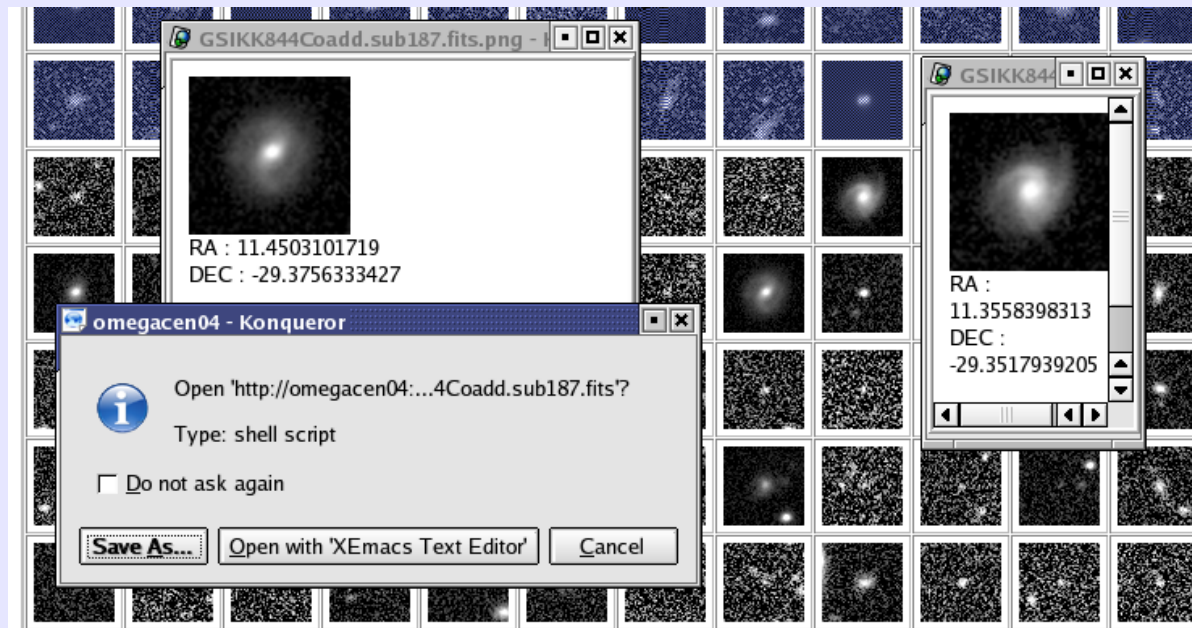 GSIKK844Coadd.sub187.fits.png -
RA : 11.4503101719
DEC : -29.3756333427
GSIKK844
RA :
11.3558398313
DEC :
-29.3517939205
omegacen04 - Konqueror
Open 'http://omegacen04:...4Coadd.sub187.fits'?
Type: shell script
Do not ask again
Save As...
Open with 'XEmacs Text Editor'
Cancel